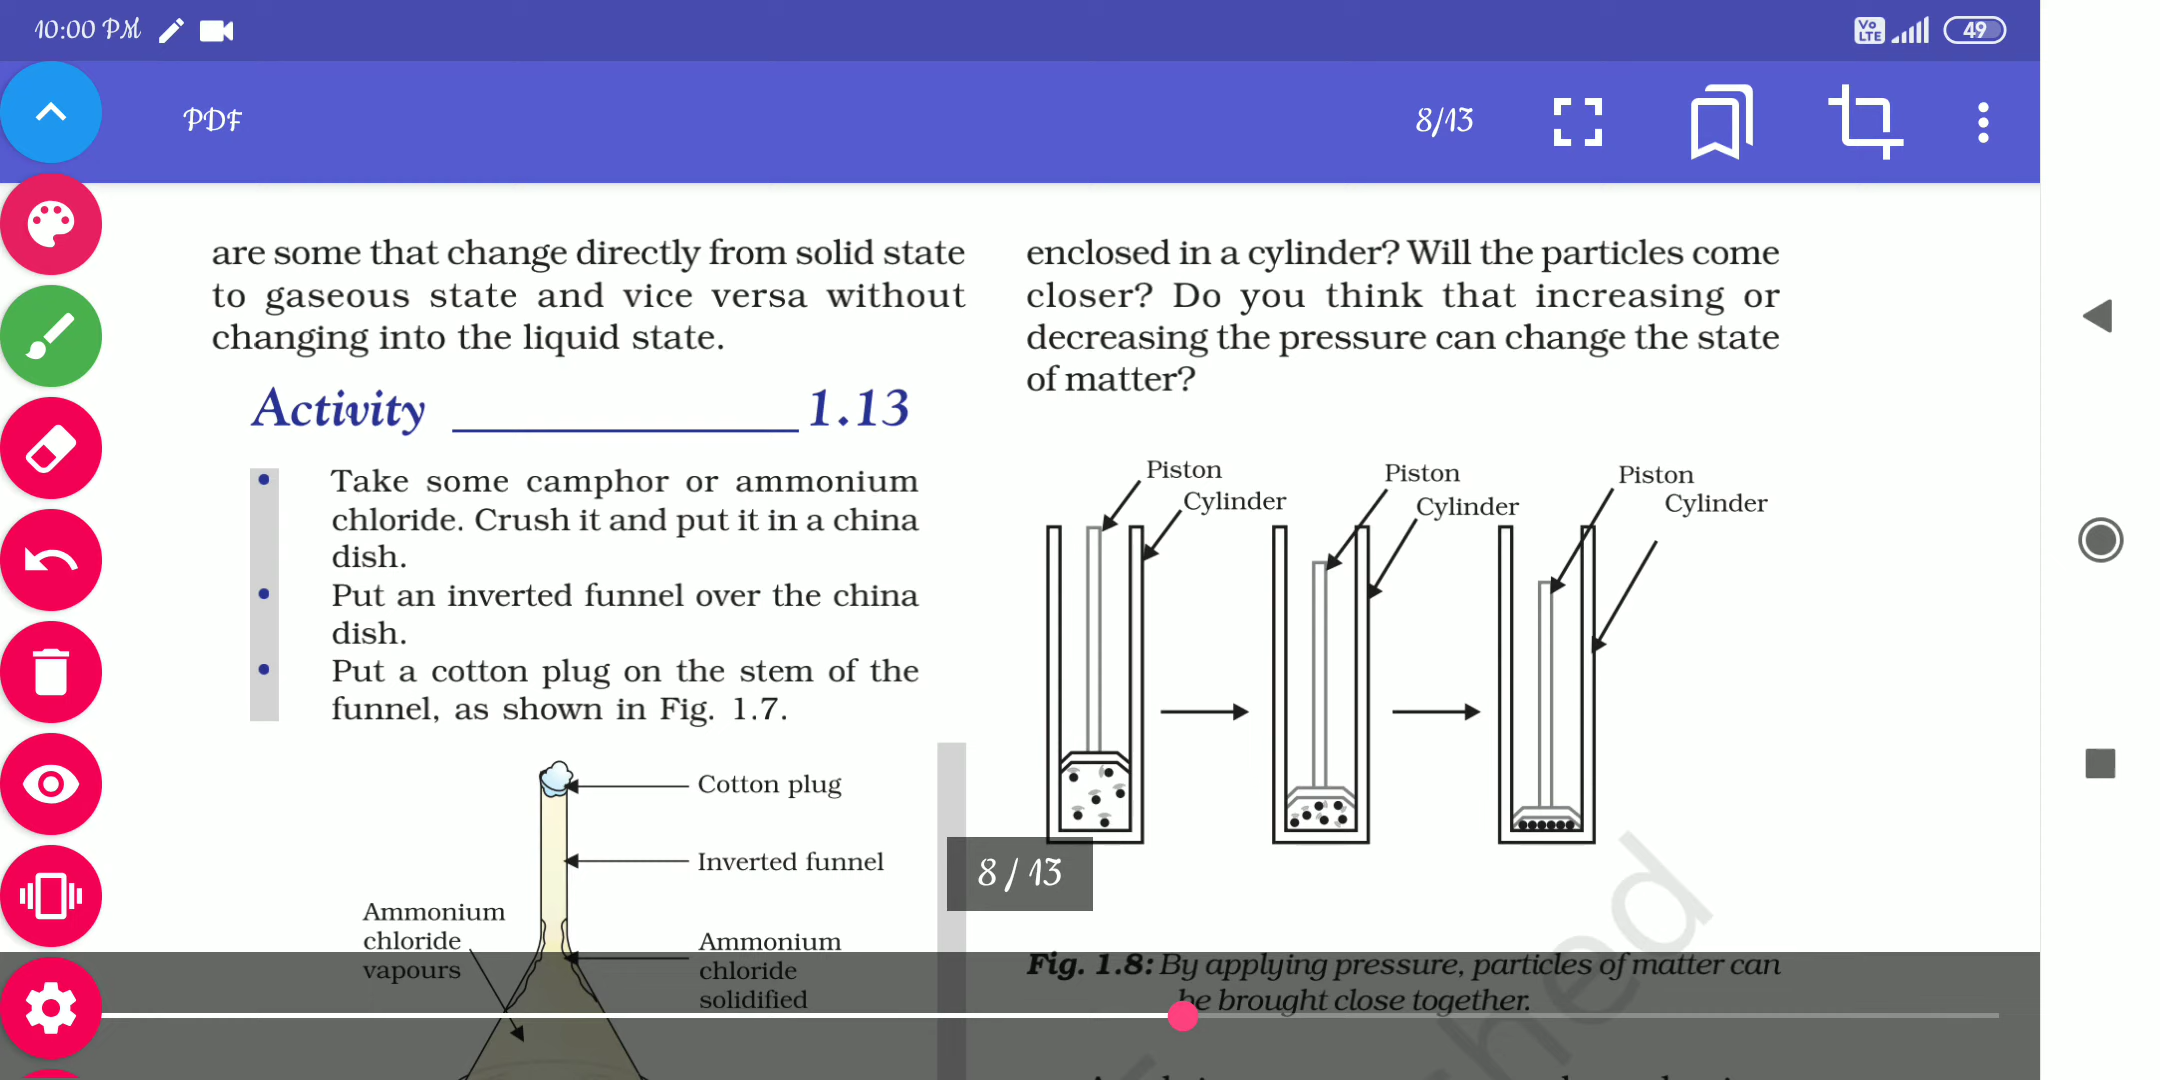 10:00 PM
Vo LTE
49
PDF
8/13
are some that change directly from solid state
to gaseous state and vice versa without
changing into the liquid state.
Activity 1.13
• Take some camphor or ammonium
chloride. Crush it and put it in a china
dish.
• Put an inverted funnel over the china
dish.
• Put a cotton plug on the stem of the
funnel, as shown in Fig. 1.7.
Cotton plug
Inverted funnel
Ammonium
chloride
vapours
Ammonium
chloride
solidified
enclosed in a cylinder? Will the particles come
closer? Do you think that increasing or
decreasing the pressure can change the state
of matter?
Piston
Cylinder
Piston
Cylinder
Piston
Cylinder
8 / 13
Fig. 1.8: By applying pressure, particles of matter can
be brought close together.